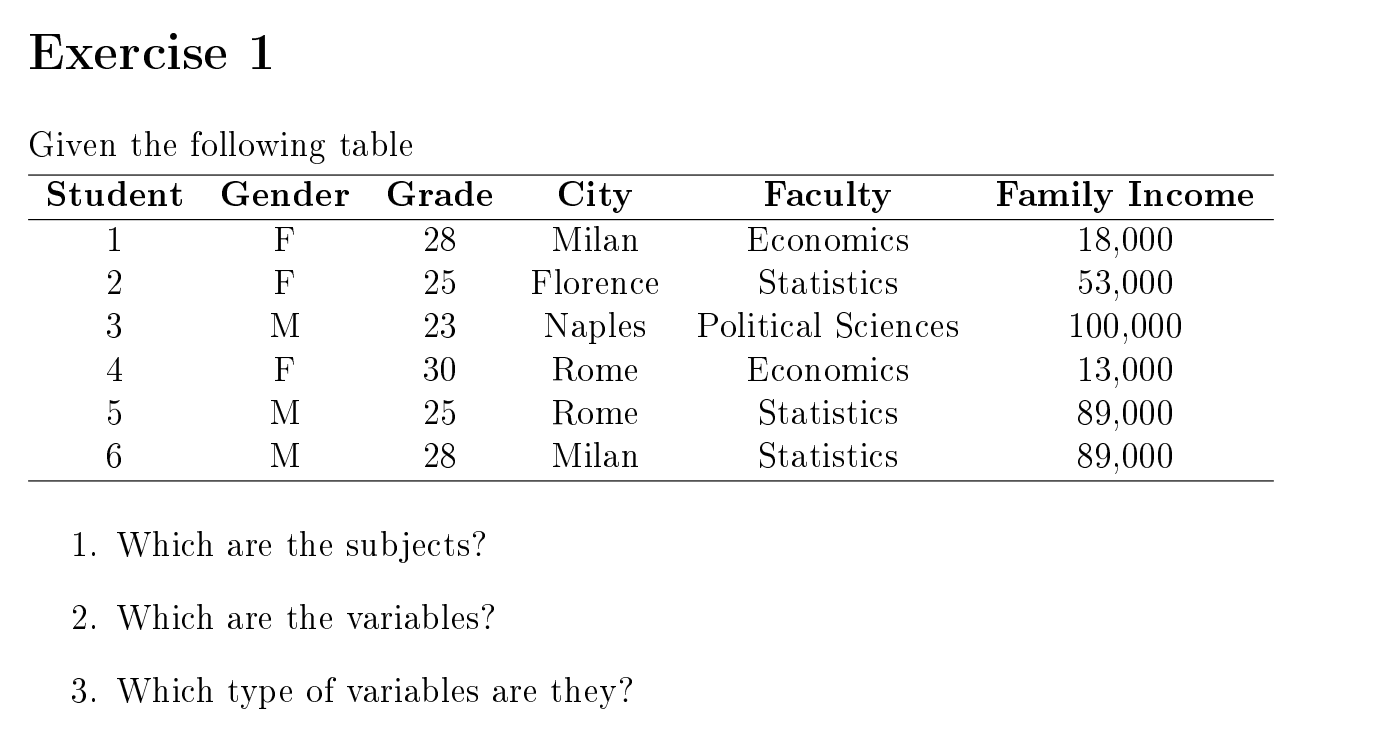 Exercise 1
Given the following table
Student Gender Grade City Faculty Family Income
1 F 28 Milan Economics 18,000
2 F 25 Florence Statistics 53,000
3 M 23 Naples Political Sciences 100,000
4 F 30 Rome Economics 13,000
5 M 25 Rome Statistics 89,000
6 M 28 Milan Statistics 89,000
1. Which are the subjects?
2. Which are the variables?
3. Which type of variables are they?